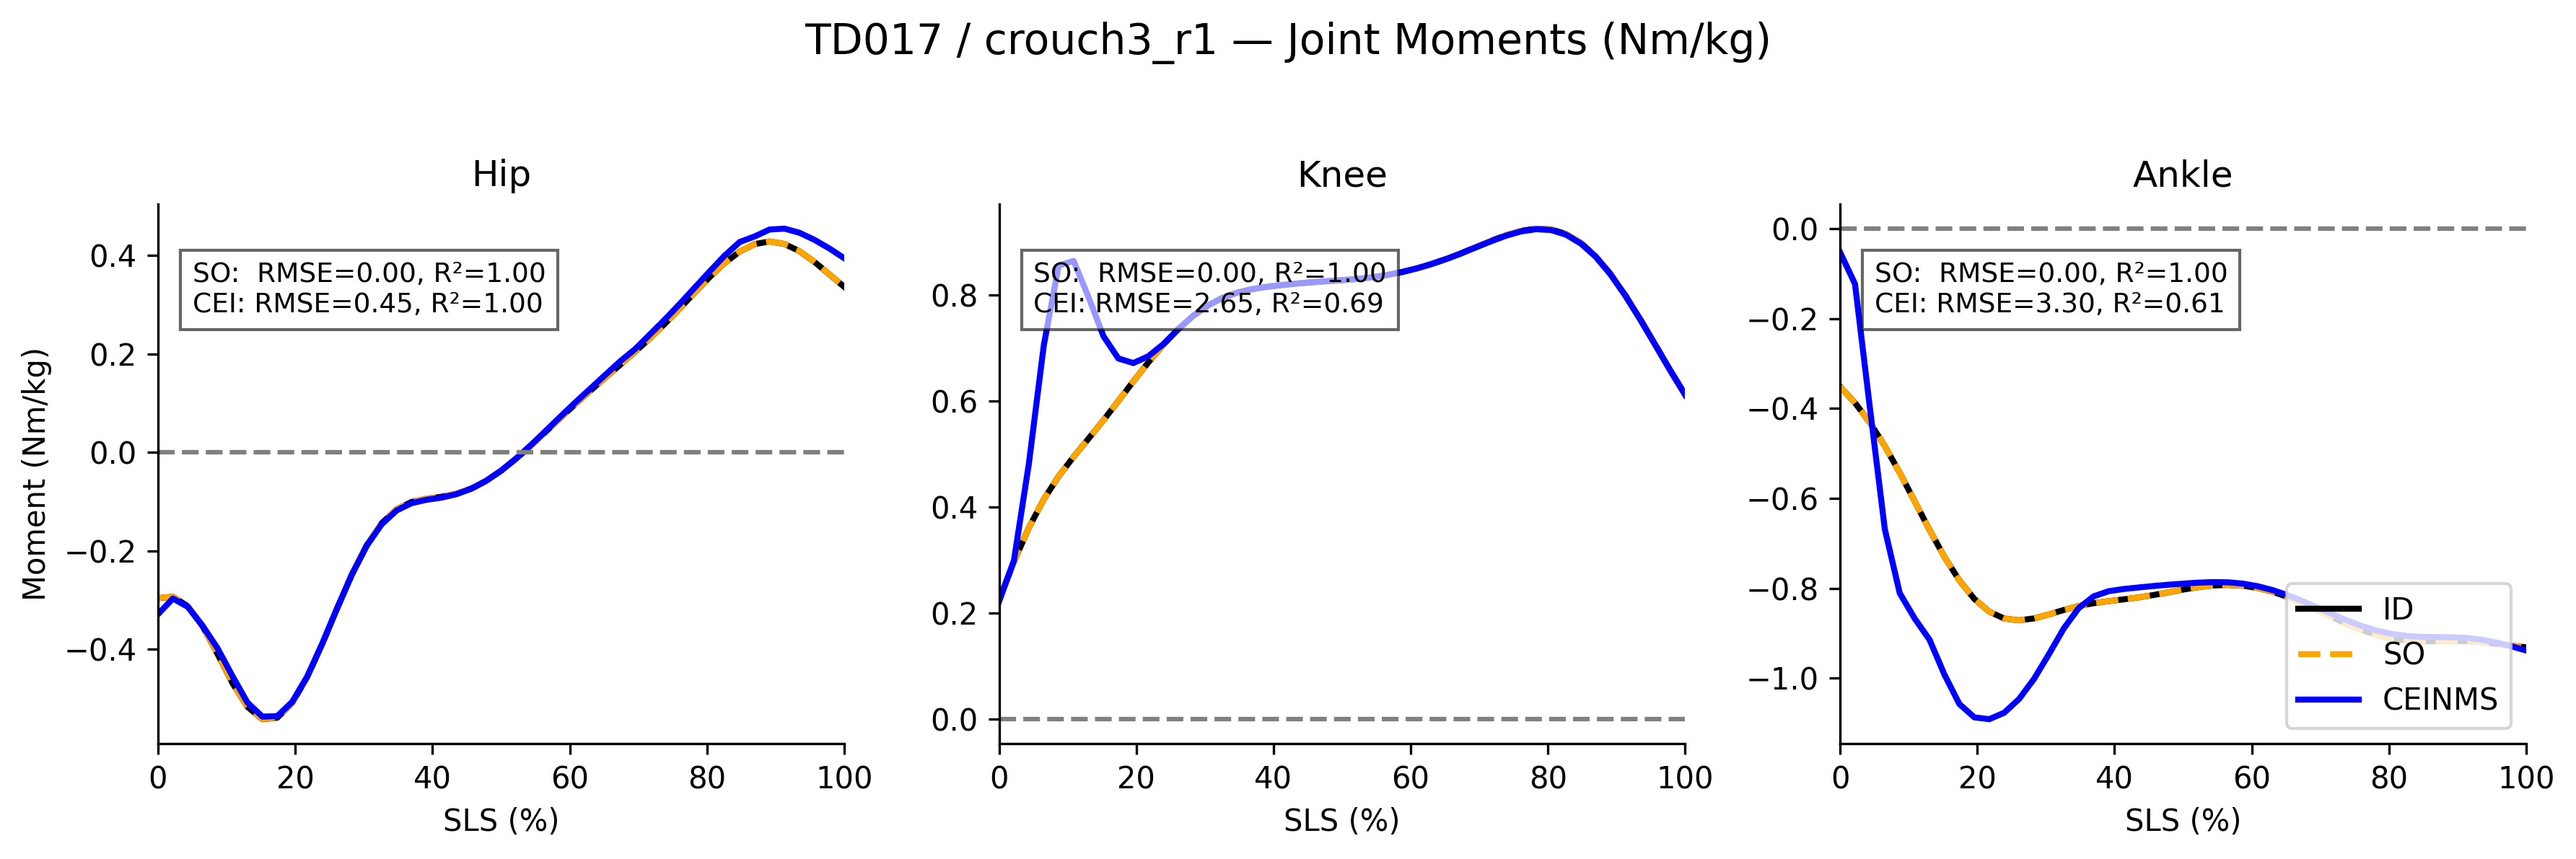 TD017 / crouch3_r1 — Joint Moments (Nm/kg)
Hip
SO:  RMSE=0.00, R²=1.00
CEI: RMSE=0.45, R²=1.00
Moment (Nm/kg)
0.4
0.2
0.0
−0.2
−0.4
0 20 40 60 80 100
SLS (%)
Knee
SO:  RMSE=0.00, R²=1.00
CEI: RMSE=2.65, R²=0.69
0.8
0.6
0.4
0.2
0.0
0 20 40 60 80 100
SLS (%)
Ankle
SO:  RMSE=0.00, R²=1.00
CEI: RMSE=3.30, R²=0.61
0.0
−0.2
−0.4
−0.6
−0.8
−1.0
ID
SO
CEINMS
0 20 40 60 80 100
SLS (%)